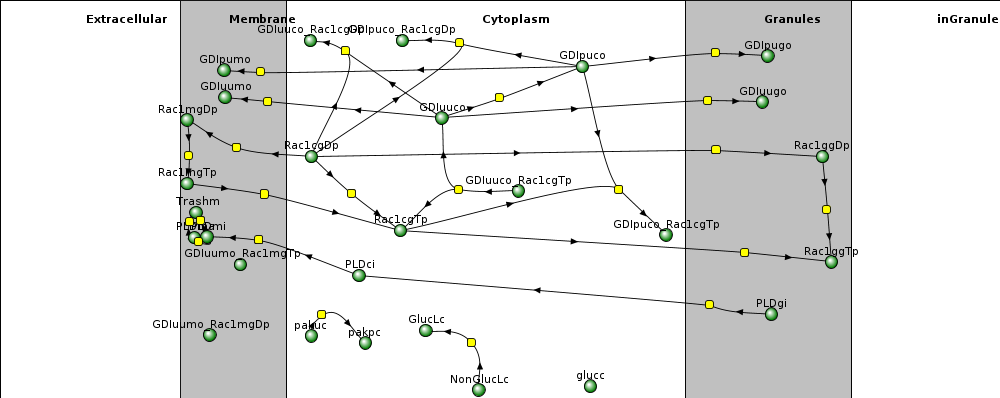 Extracellular Membrane Cytoplasm Granules inGranule
GDIuuco_Rac1cgDp GDIpuco_Rac1cgDp
GDIpumo GDIpuco GDIpugo
GDIuumo GDIuuco GDIuugo
Rac1mgDp
Rac1cgDp Rac1ggDp
Rac1mgTp GDIuuco_Rac1cgTp
Trashm
Rac1cgTp GDIpuco_Rac1cgTp
GDIuumo_Rac1mgTp Rac1ggTp
PLDci
PLDgi
GDIuumo_Rac1mgDp pakuc pakpc GlucLc
NonGlucLc glucc